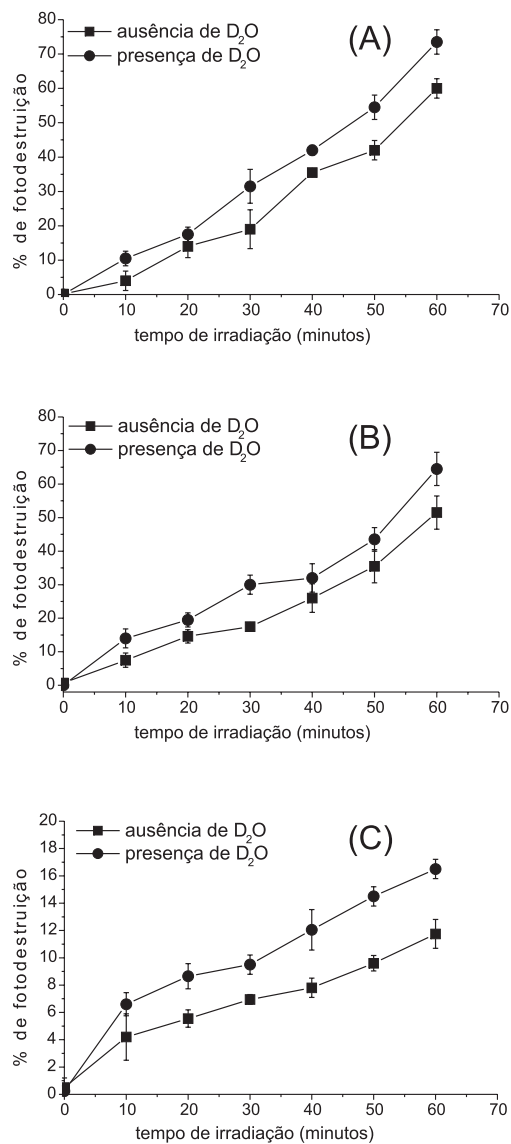 80
70
60
50
40
30
20
10
0
% de fotodestruição
ausência de D₂O
presença de D₂O
(A)
0 10 20 30 40 50 60 70
tempo de irradiação (minutos)
80
70
60
50
40
30
20
10
0
% de fotodestruição
ausência de D₂O
presença de D₂O
(B)
0 10 20 30 40 50 60 70
tempo de irradiação (minutos)
20
18
16
14
12
10
8
6
4
2
0
% de fotodestruição
ausência de D₂O
presença de D₂O
(C)
0 10 20 30 40 50 60 70
tempo de irradiação (minutos)